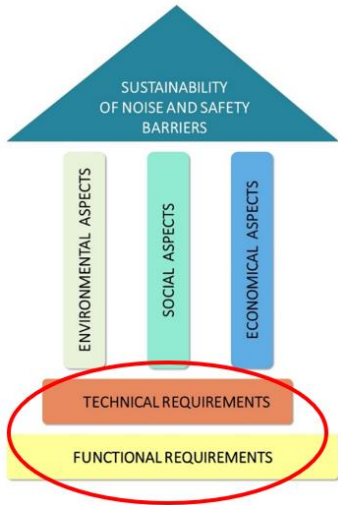 SUSTAINABILITY
OF NOISE AND SAFETY
BARRIERS
ENVIRONMENTAL ASPECTS
SOCIAL ASPECTS
ECONOMICAL ASPECTS
TECHNICAL REQUIREMENTS
FUNCTIONAL REQUIREMENTS